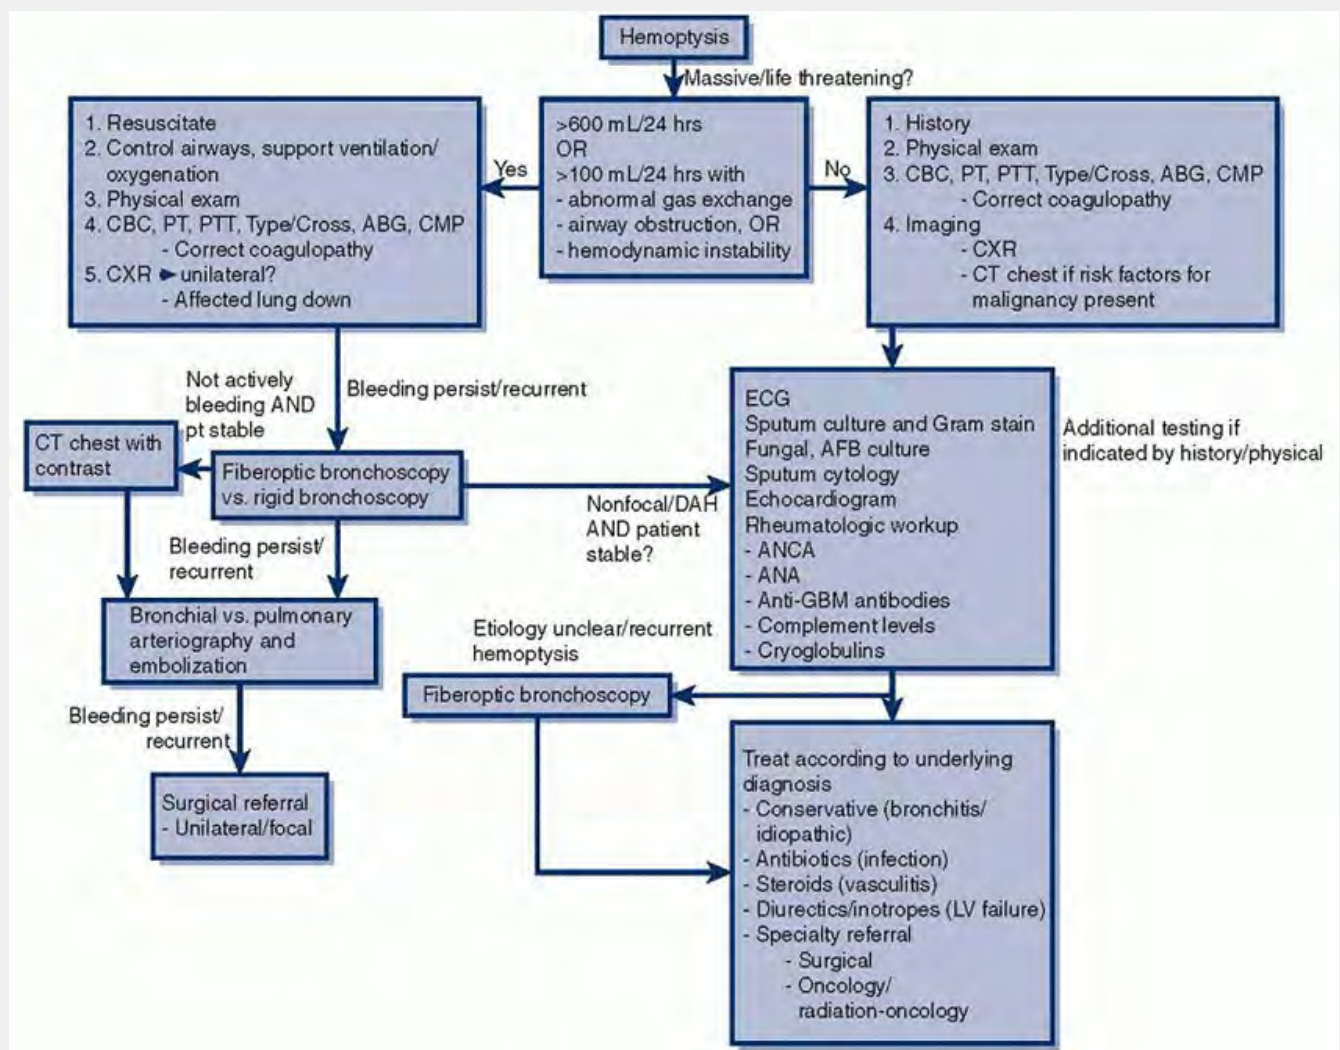 Hemoptysis
Massive/life threatening?
>600 mL/24 hrs
OR
>100 mL/24 hrs with
- abnormal gas exchange
- airway obstruction, OR
- hemodynamic instability
Yes
No
1. Resuscitate
2. Control airways, support ventilation/
oxygenation
3. Physical exam
4. CBC, PT, PTT, Type/Cross, ABG, CMP
- Correct coagulopathy
5. CXR ➤ unilateral?
- Affected lung down
1. History
2. Physical exam
3. CBC, PT, PTT, Type/Cross, ABG, CMP
- Correct coagulopathy
4. Imaging
- CXR
- CT chest if risk factors for
malignancy present
Not actively
bleeding AND
pt stable
Bleeding persist/recurrent
CT chest with
contrast
Fiberoptic bronchoscopy
vs. rigid bronchoscopy
Nonfocal/DAH
AND patient
stable?
ECG
Sputum culture and Gram stain
Fungal, AFB culture
Sputum cytology
Echocardiogram
Rheumatologic workup
- ANCA
- ANA
- Anti-GBM antibodies
- Complement levels
- Cryoglobulins
Additional testing if
indicated by history/physical
Bleeding persist/
recurrent
Bronchial vs. pulmonary
arteriography and
embolization
Bleeding persist/
recurrent
Surgical referral
- Unilateral/focal
Etiology unclear/recurrent
hemoptysis
Fiberoptic bronchoscopy
Treat according to underlying
diagnosis
- Conservative (bronchitis/
idiopathic)
- Antibiotics (infection)
- Steroids (vasculitis)
- Diurectics/inotropes (LV failure)
- Specialty referral
- Surgical
- Oncology/
radiation-oncology